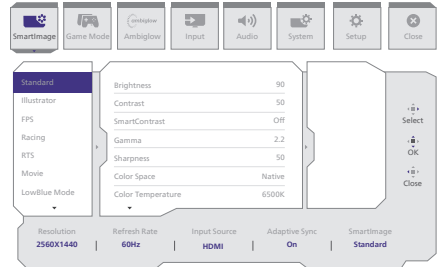 SmartImage
Game Mode
ambiglow
Ambiglow
Input
Audio
System
Setup
Close
Standard
Illustrator
FPS
Racing
RTS
Movie
LowBlue Mode
Brightness 90
Contrast 50
SmartContrast Off
Gamma 2.2
Sharpness 50
Color Space Native
Color Temperature 6500K
Select
OK
Close
Resolution Refresh Rate Input Source Adaptive Sync SmartImage
2560X1440 | 60Hz | HDMI | On | Standard